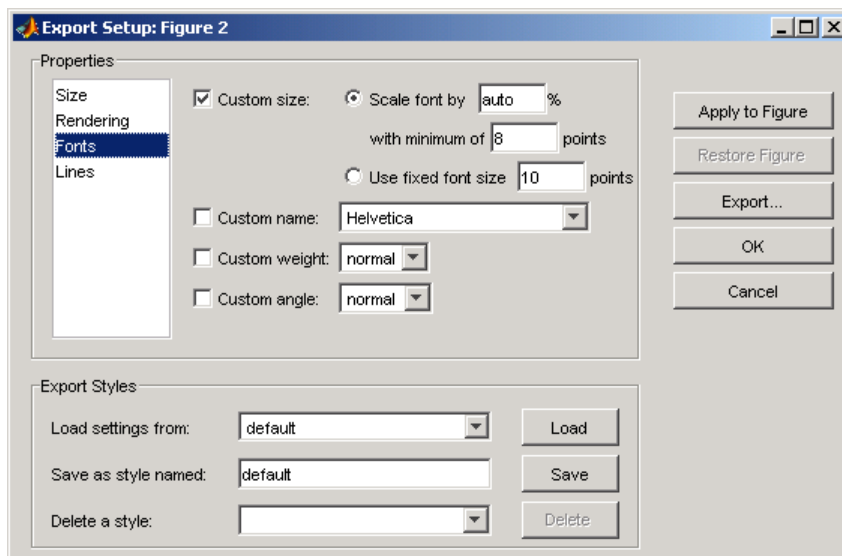 Export Setup: Figure 2
Properties
Size
Rendering
Fonts
Lines
Custom size:
Scale font by auto %
with minimum of 8 points
Use fixed font size 10 points
Custom name: Helvetica
Custom weight: normal
Custom angle: normal
Apply to Figure
Restore Figure
Export...
OK
Cancel
Export Styles
Load settings from: default Load
Save as style named: default Save
Delete a style: Delete